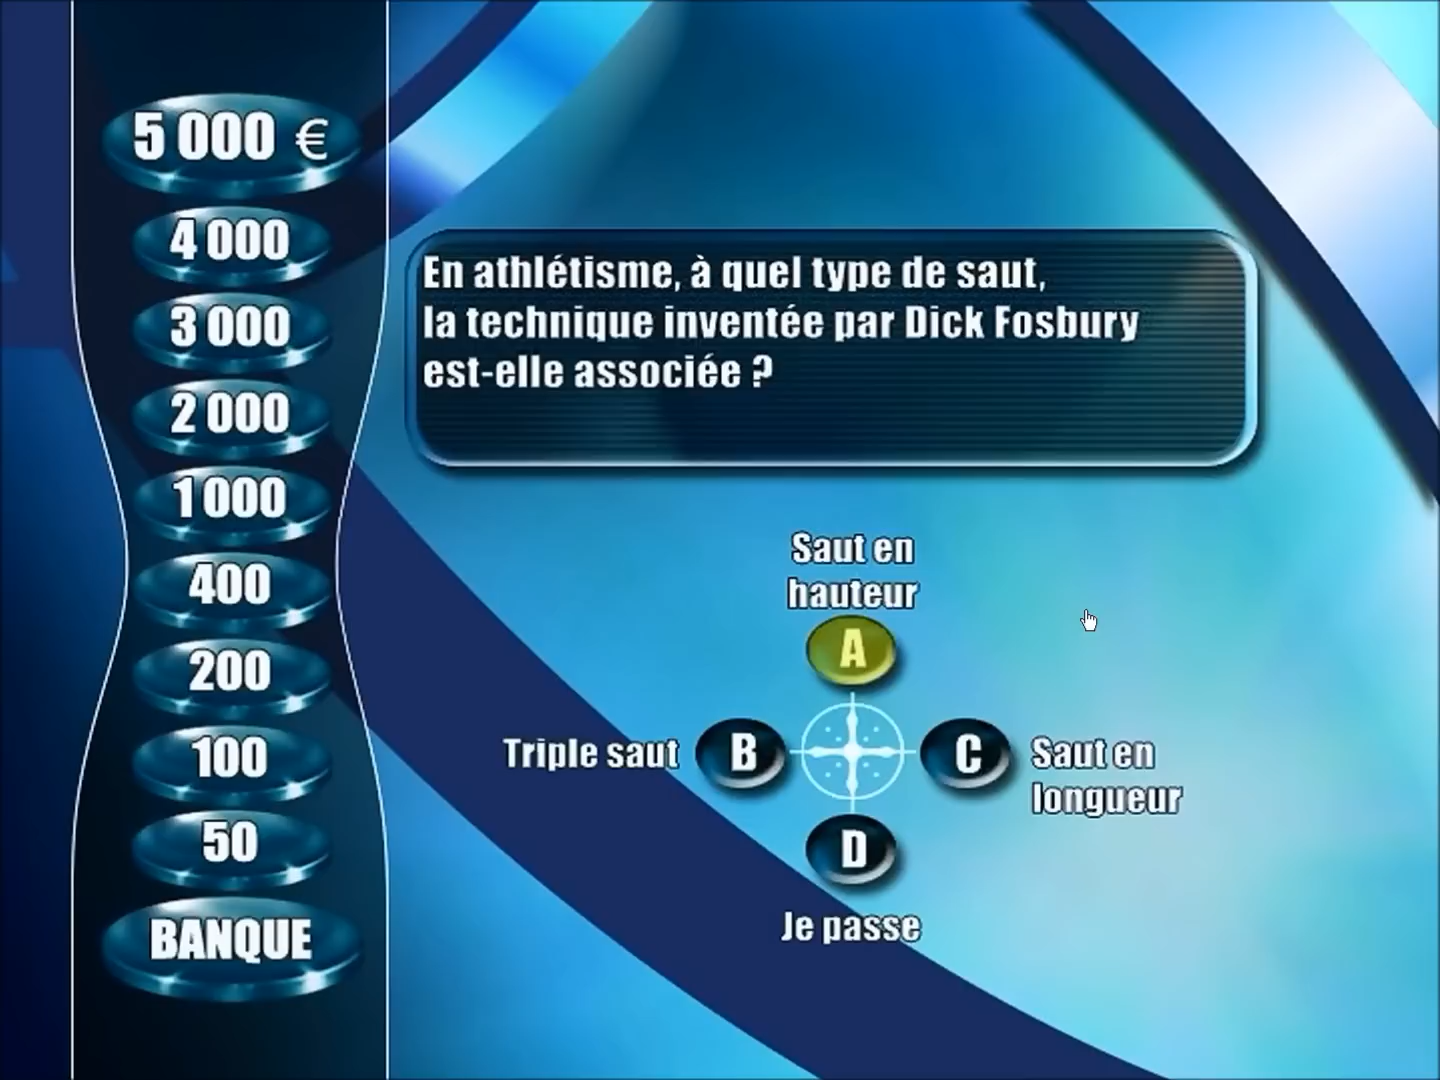 5 000 €
4 000
3 000
2 000
1 000
400
200
100
50
BANQUE
En athlétisme, à quel type de saut,
la technique inventée par Dick Fosbury
est-elle associée ?
Saut en
hauteur
A
Triple saut
B
C
Saut en
longueur
D
Je passe